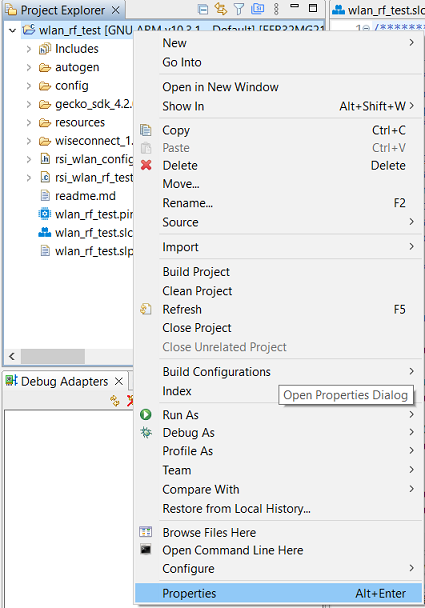 Project Explorer
wlan_rf_test.slc
wlan_rf_test [GNU ARM v10.3.1 - Default] [EFR32MG21
1
/*******
Includes
autogen
config
gecko_sdk_4.2.
resources
wiseconnect_1.
rsi_wlan_config
rsi_wlan_rf_test
readme.md
wlan_rf_test.pin
wlan_rf_test.slc
wlan_rf_test.slp
Debug Adapters
New
Go Into
Open in New Window
Show In Alt+Shift+W
Copy Ctrl+C
Paste Ctrl+V
Delete Delete
Move...
Rename... F2
Source
Import
Build Project
Clean Project
Refresh F5
Close Project
Close Unrelated Project
Build Configurations
Index
Open Properties Dialog
Run As
Debug As
Profile As
Team
Compare With
Restore from Local History...
Browse Files Here
Open Command Line Here
Configure
Properties Alt+Enter